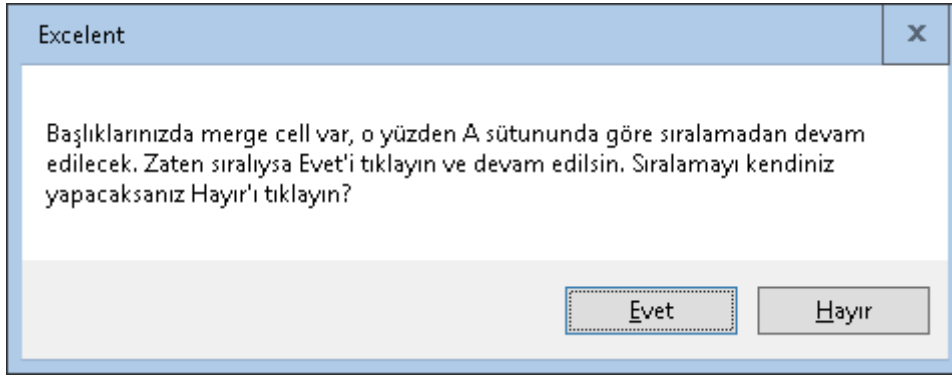 Excelent
x
Başlıklarınızda merge cell var, o yüzden A sütununda göre sıralamadan devam
edilecek. Zaten sıralıysa Evet'i tıklayın ve devam edilsin. Sıralamayı kendiniz
yapacaksanız Hayır'ı tıklayın?
Evet
Hayır